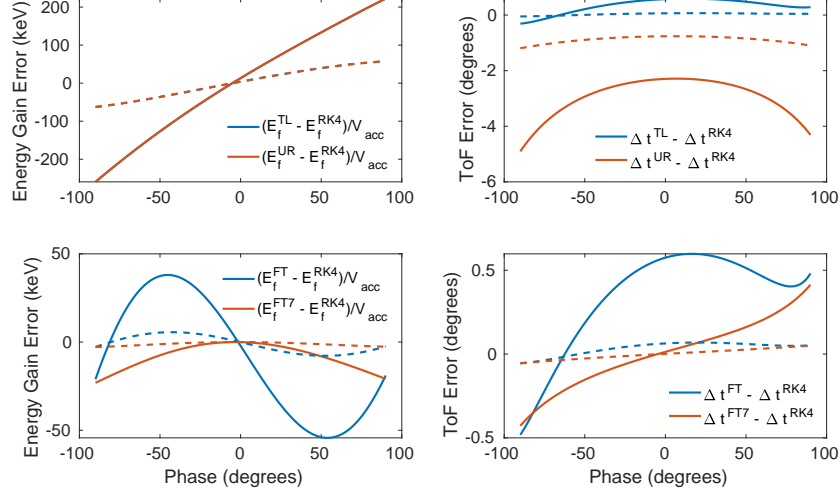 200
100
0
-100
-200
Energy Gain Error (keV)
(E_f^TL - E_f^RK4)/V_acc
(E_f^UR - E_f^RK4)/V_acc
-100 -50 0 50 100
0
-2
-4
-6
ToF Error (degrees)
Δ t^TL - Δ t^RK4
Δ t^UR - Δ t^RK4
-100 -50 0 50 100
50
0
-50
Energy Gain Error (keV)
(E_f^FT - E_f^RK4)/V_acc
(E_f^FT7 - E_f^RK4)/V_acc
-100 -50 0 50 100
Phase (degrees)
0.5
0
-0.5
ToF Error (degrees)
Δ t^FT - Δ t^RK4
Δ t^FT7 - Δ t^RK4
-100 -50 0 50 100
Phase (degrees)